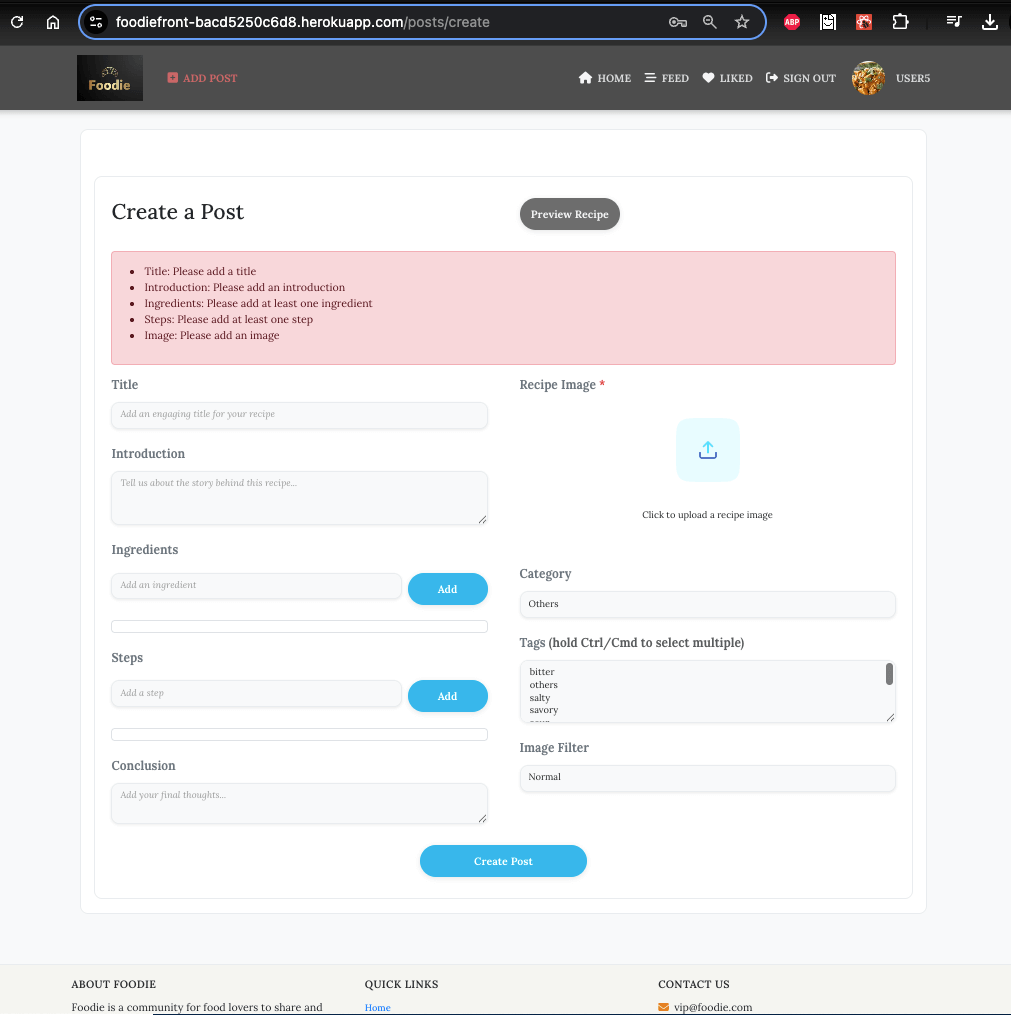 foodiefront-bacd5250c6d8.herokuapp.com/posts/create
ABP
Foodie
ADD POST
HOME
FEED
LIKED
SIGN OUT
USER5
Create a Post
Preview Recipe
Title: Please add a title
Introduction: Please add an introduction
Ingredients: Please add at least one ingredient
Steps: Please add at least one step
Image: Please add an image
Title
Add an engaging title for your recipe
Introduction
Tell us about the story behind this recipe...
Ingredients
Add an ingredient
Add
Steps
Add a step
Add
Conclusion
Add your final thoughts...
Recipe Image *
Click to upload a recipe image
Category
Others
Tags (hold Ctrl/Cmd to select multiple)
bitter
others
salty
savory
Image Filter
Normal
Create Post
ABOUT FOODIE
Foodie is a community for food lovers to share and
QUICK LINKS
Home
CONTACT US
vip@foodie.com